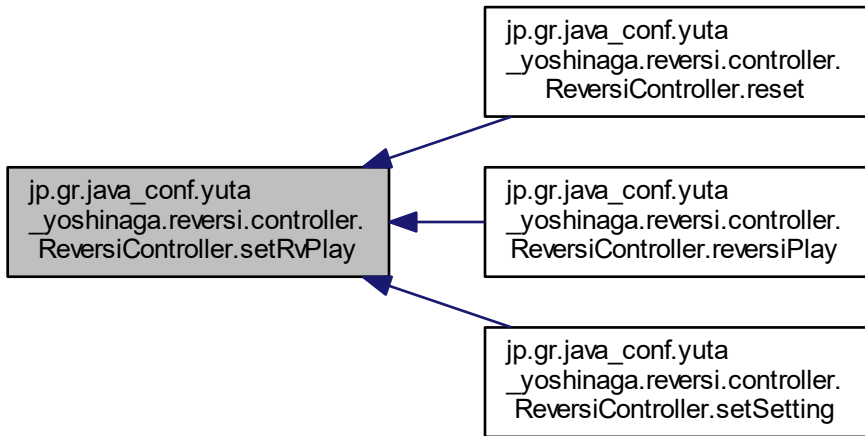 jp.gr.java_conf.yuta
_yoshinaga.reversi.controller.
ReversiController.setRvPlay
jp.gr.java_conf.yuta
_yoshinaga.reversi.controller.
ReversiController.reset
jp.gr.java_conf.yuta
_yoshinaga.reversi.controller.
ReversiController.reversiPlay
jp.gr.java_conf.yuta
_yoshinaga.reversi.controller.
ReversiController.setSetting